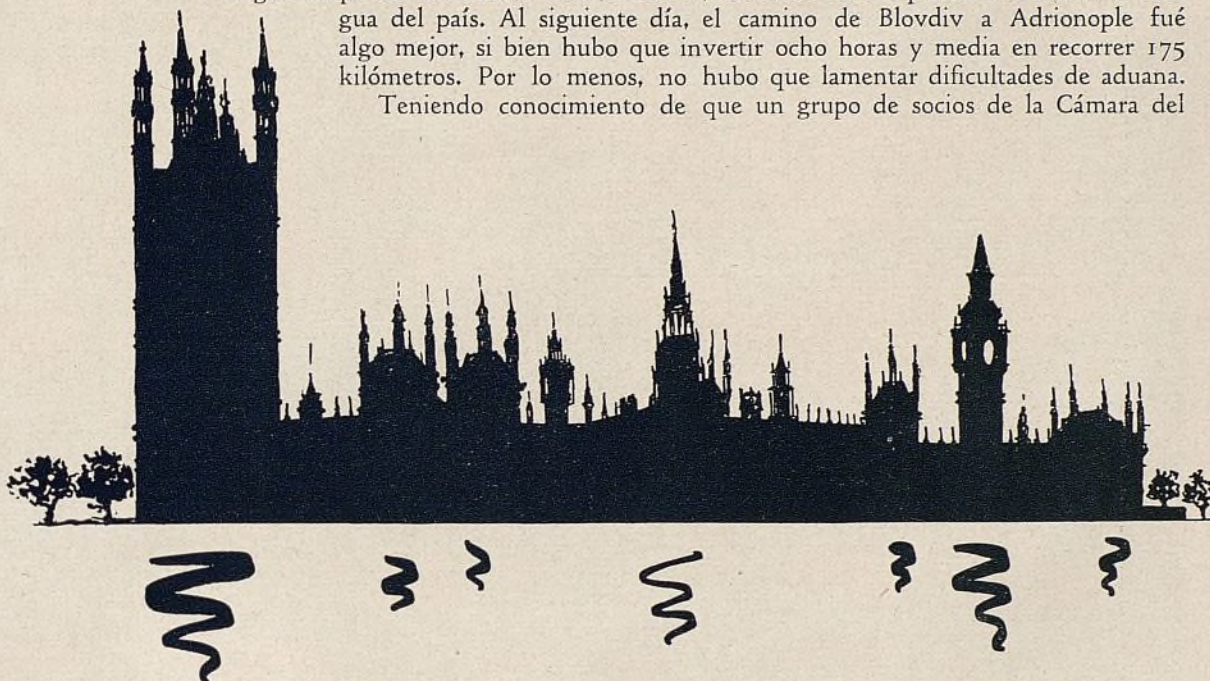 gua del país. Al siguiente día, el camino de Blovdiv a Adrionople fué
algo mejor, si bien hubo que invertir ocho horas y media en recorrer 175
kilómetros. Por lo menos, no hubo que lamentar dificultades de aduana.
Teniendo conocimiento de que un grupo de socios de la Cámara del